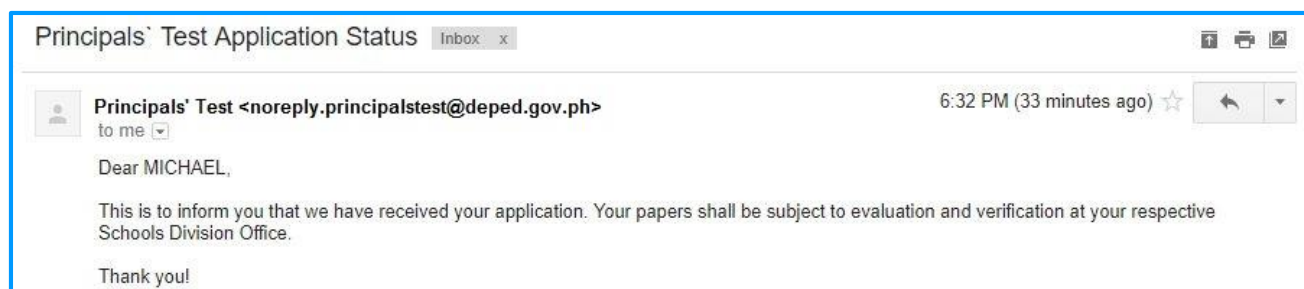 Principals` Test Application Status Inbox x
Principals' Test <noreply.principalstest@deped.gov.ph> 6:32 PM (33 minutes ago)
to me
Dear MICHAEL,
This is to inform you that we have received your application. Your papers shall be subject to evaluation and verification at your respective
Schools Division Office.
Thank you!